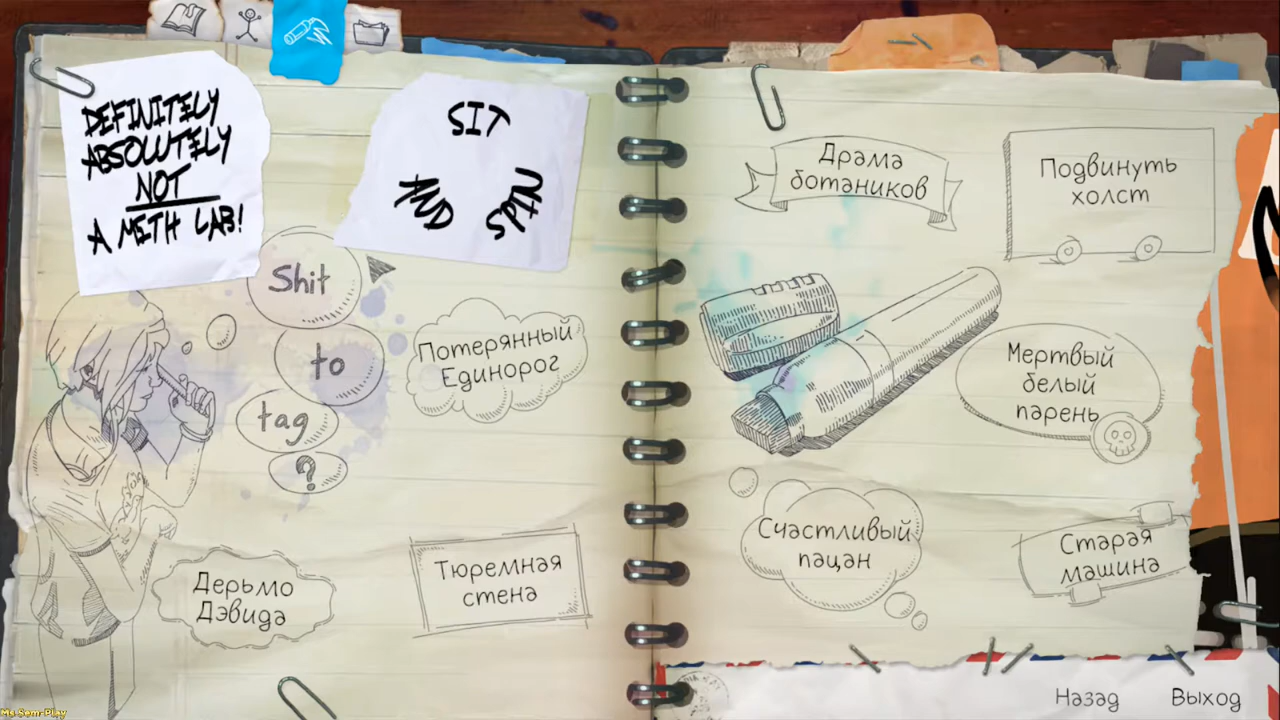 DEFINITELY
ABSOLUTELY
NOT
A METH LAB!
SIT
AND
SPIN
Shit
to
tag
?
Потерянный
Единорог
Дерьмо
Дэвида
Тюремная
стена
Драма
ботаников
Подвинуть
холст
Мертвый
белый
парень
Счастливый
пацан
Старая
машина
Назад
Выход
Ms.Sem-Play